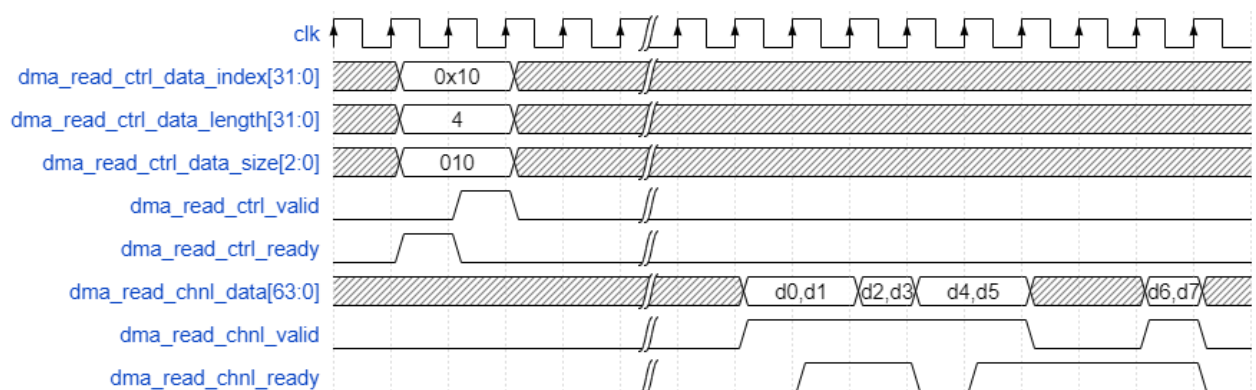 clk
dma_read_ctrl_data_index[31:0] 0x10
dma_read_ctrl_data_length[31:0] 4
dma_read_ctrl_data_size[2:0] 010
dma_read_ctrl_valid
dma_read_ctrl_ready
dma_read_chnl_data[63:0] d0,d1 d2,d3 d4,d5 d6,d7
dma_read_chnl_valid
dma_read_chnl_ready